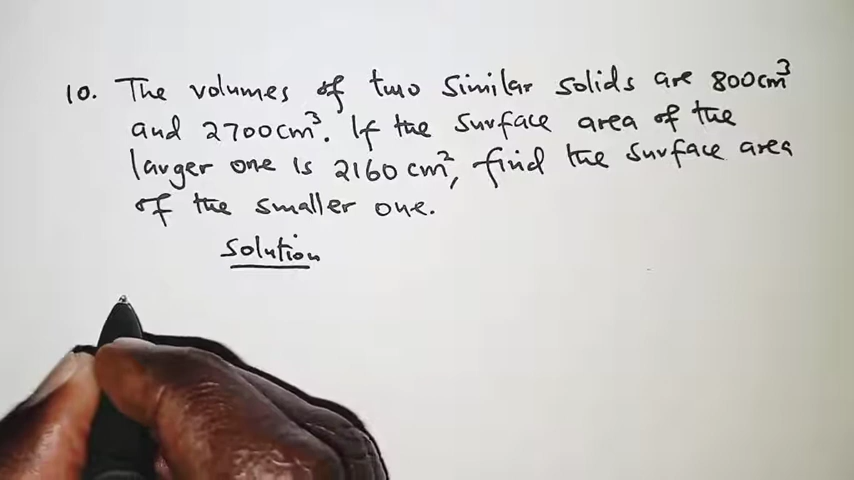 10. The volumes of two similar solids are 800cm³
and 2700cm³. If the surface area of the
larger one is 2160 cm², find the surface area
of the smaller one.
Solution